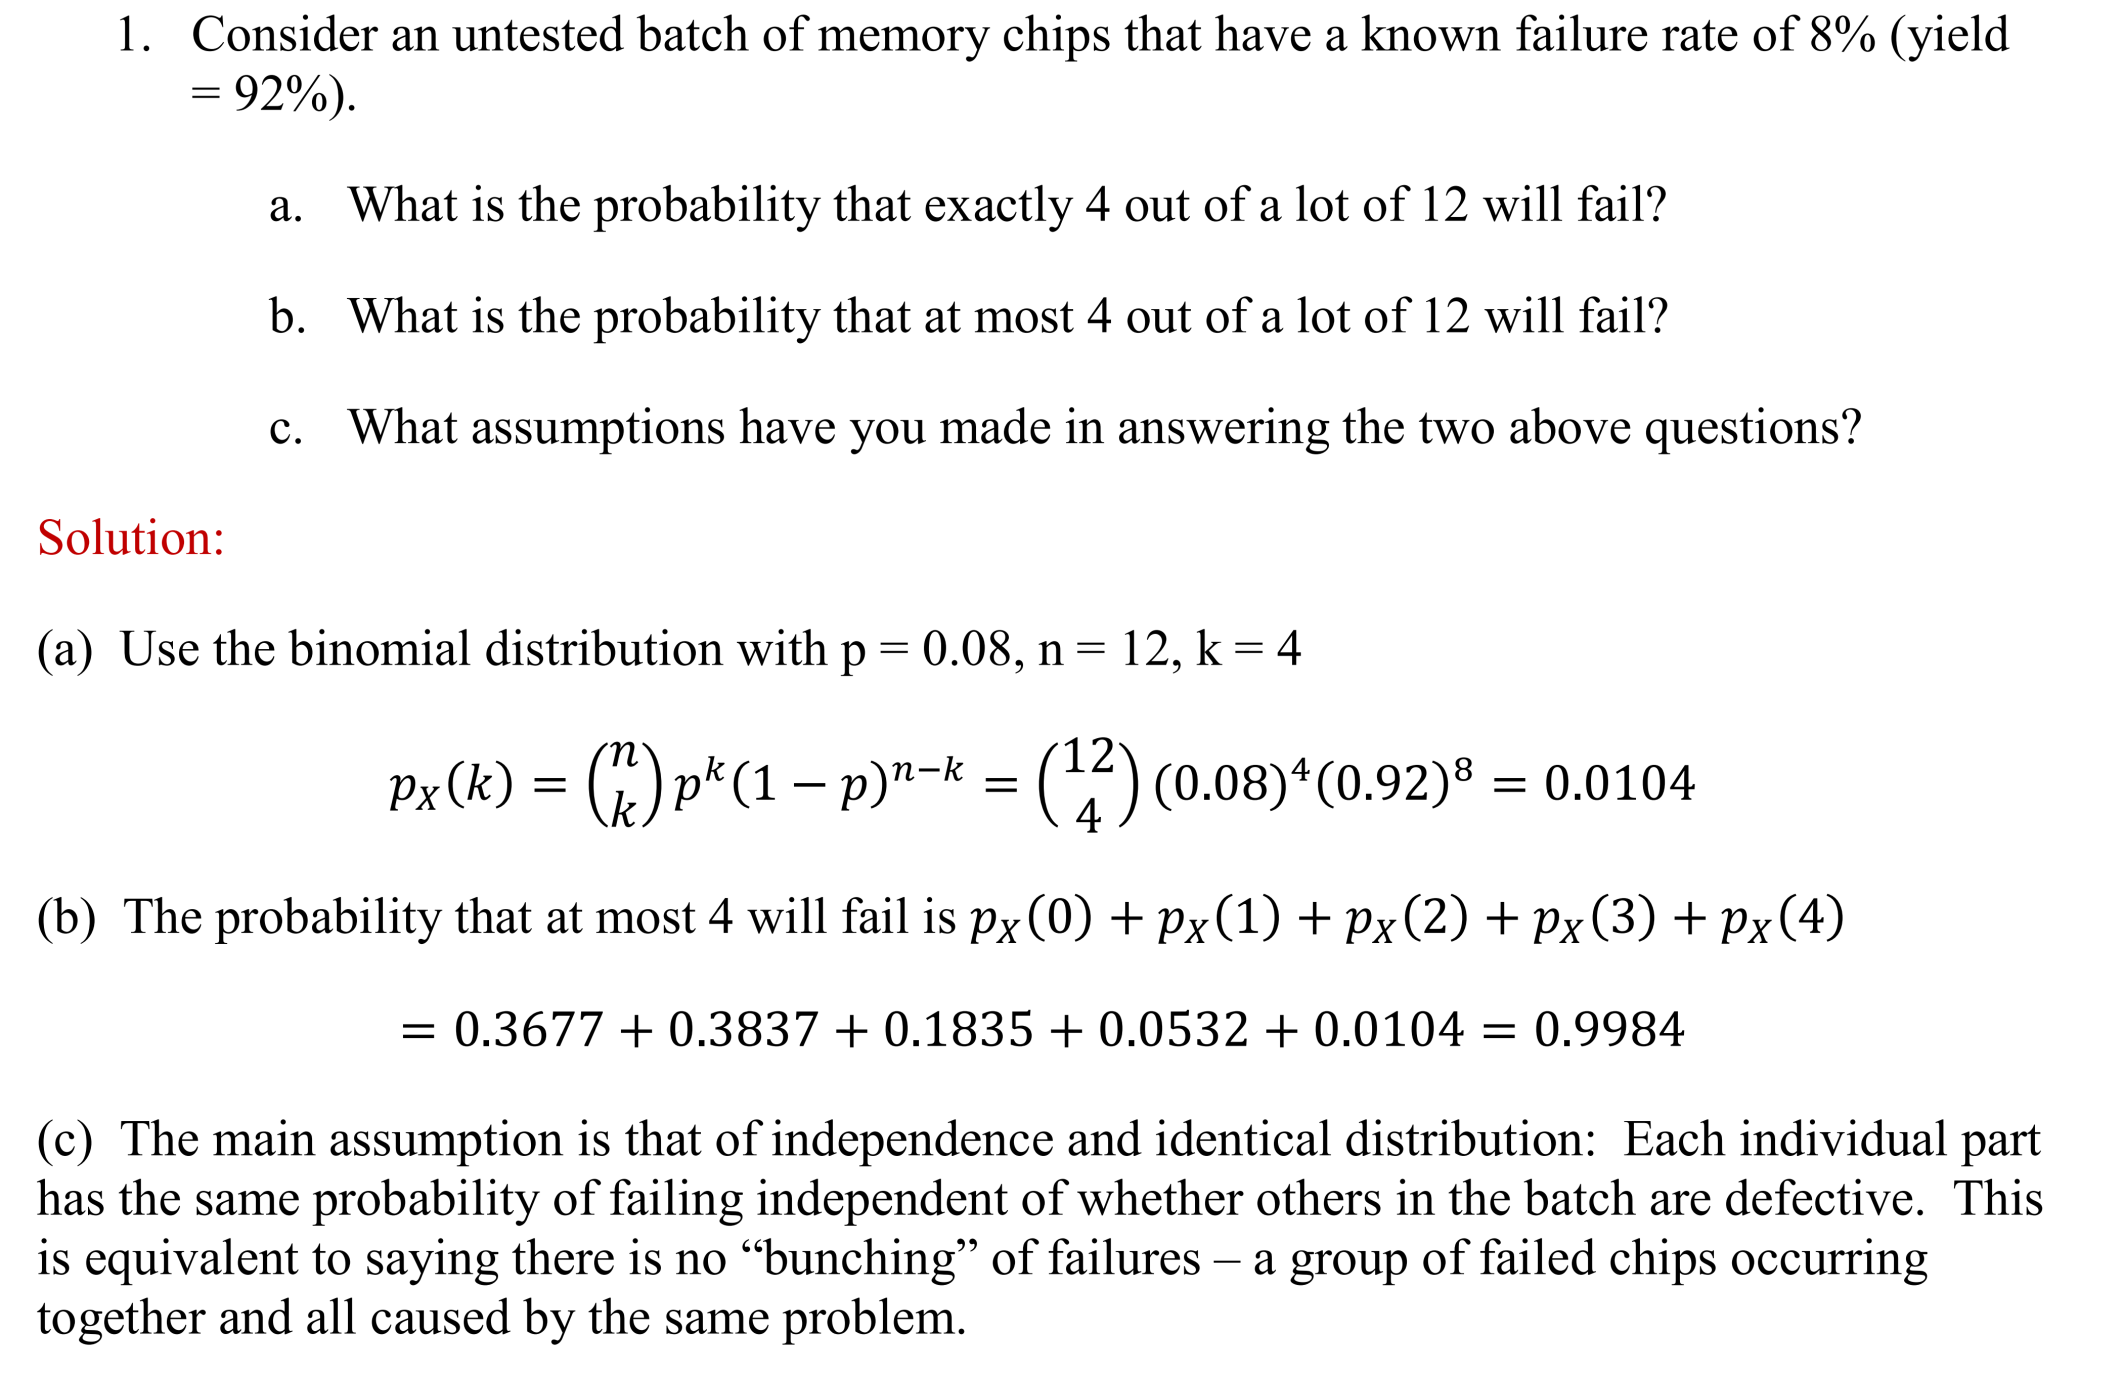 1. Consider an untested batch of memory chips that have a known failure rate of 8% (yield
= 92%).
a. What is the probability that exactly 4 out of a lot of 12 will fail?
b. What is the probability that at most 4 out of a lot of 12 will fail?
c. What assumptions have you made in answering the two above questions?
Solution:
(a) Use the binomial distribution with p = 0.08, n = 12, k = 4
$p_X(k) = \binom{n}{k} p^k (1 - p)^{n-k} = \binom{12}{4} (0.08)^4 (0.92)^8 = 0.0104$
(b) The probability that at most 4 will fail is $p_X(0) + p_X(1) + p_X(2) + p_X(3) + p_X(4)$
= 0.3677 + 0.3837 + 0.1835 + 0.0532 + 0.0104 = 0.9984
(c) The main assumption is that of independence and identical distribution: Each individual part
has the same probability of failing independent of whether others in the batch are defective. This
is equivalent to saying there is no “bunching” of failures – a group of failed chips occurring
together and all caused by the same problem.